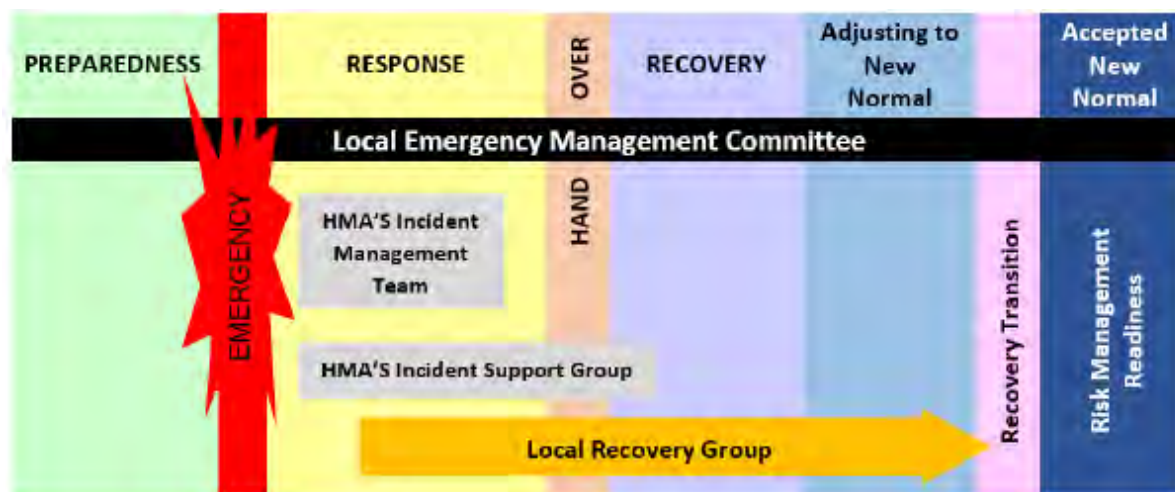 PREPAREDNESS
EMERGENCY
RESPONSE
HAND OVER
RECOVERY
Adjusting to
New
Normal
Recovery Transition
Accepted
New
Normal
Local Emergency Management Committee
HMA'S Incident
Management
Team
HMA'S Incident Support Group
Local Recovery Group
Risk Management
Readiness